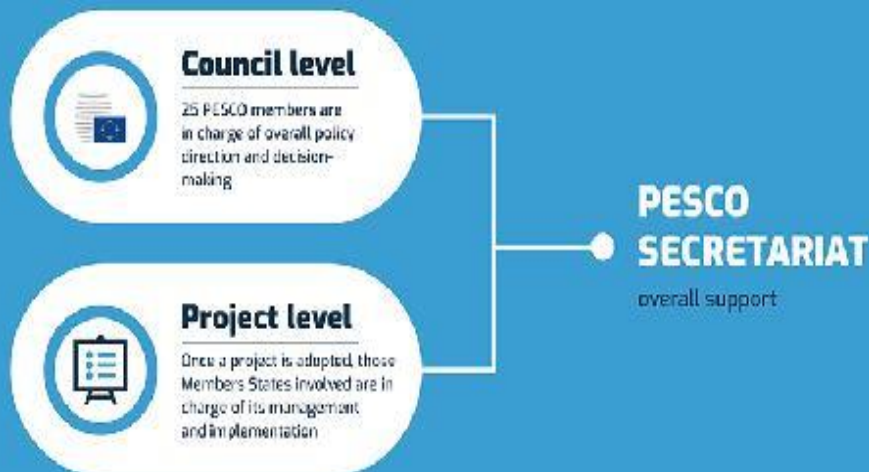 Council level
25 PESCO members are
in charge of overall policy
direction and decision-
making
PESCO
SECRETARIAT
overall support
Project level
Once a project is adopted, those
Members States involved are in
charge of its management
and implementation